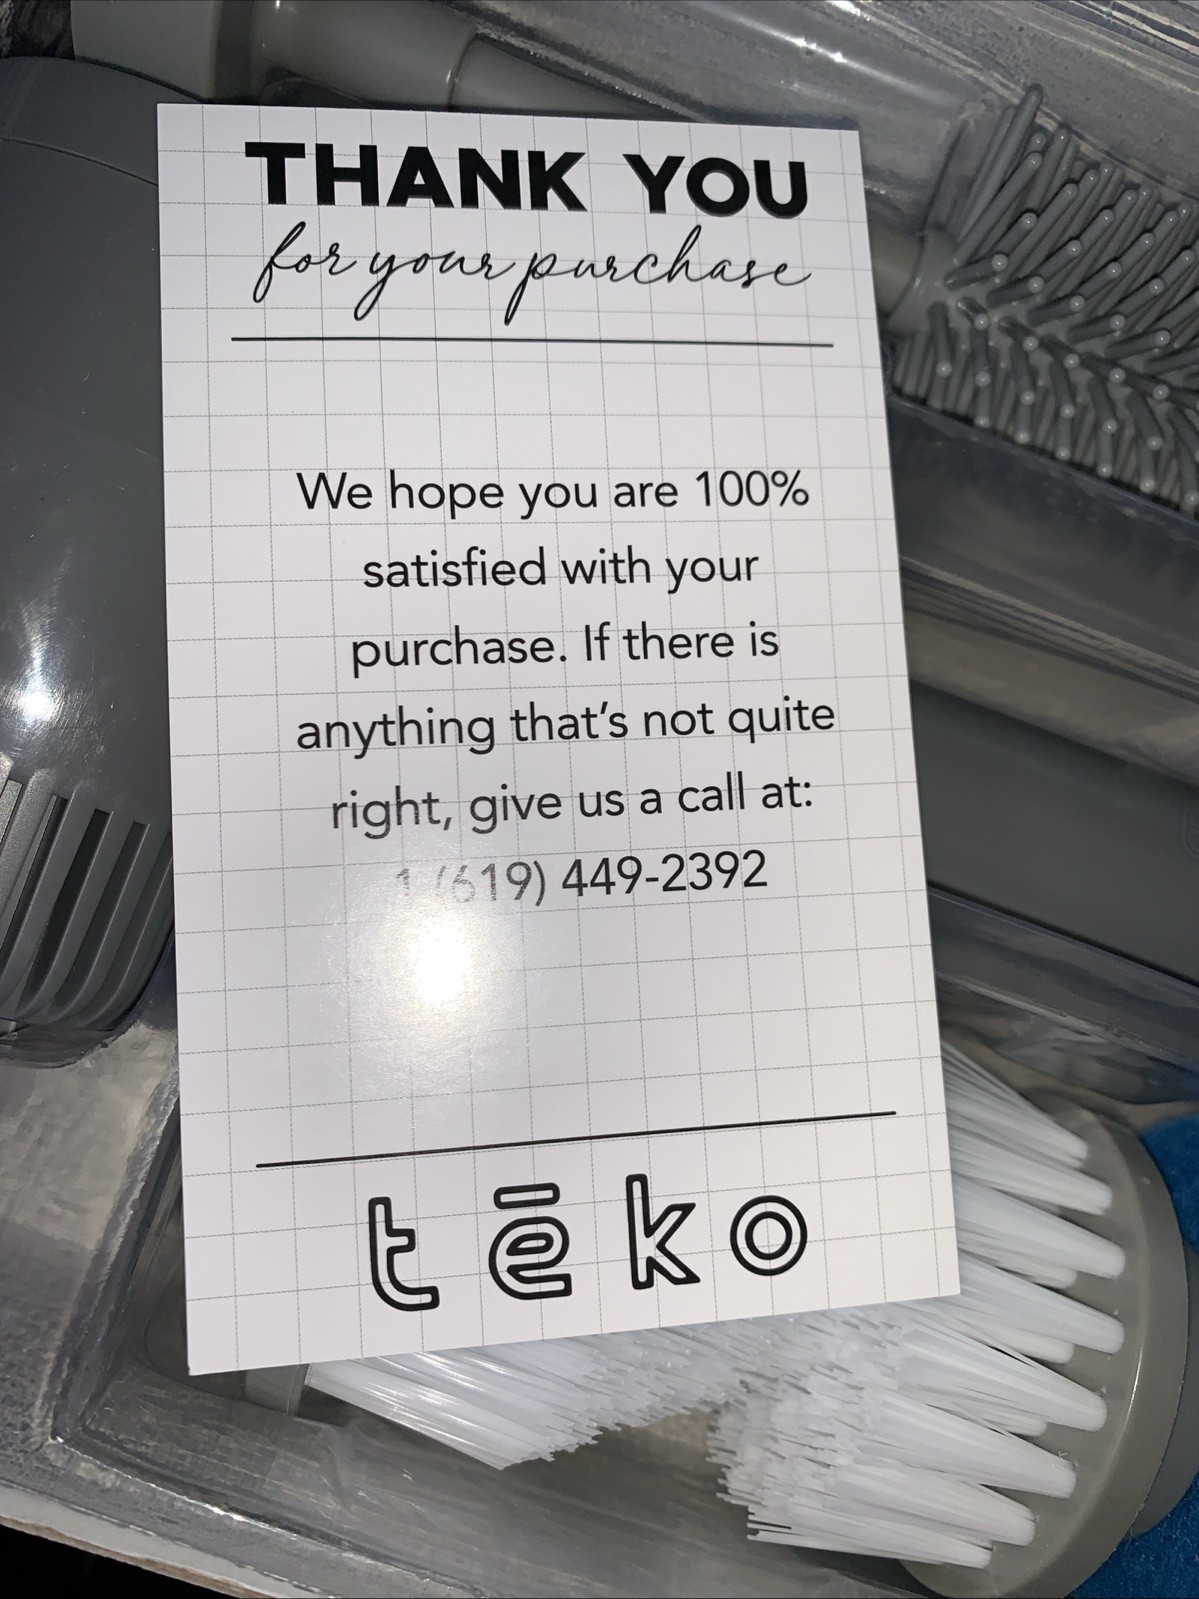 THANK YOU
for your purchase
We hope you are 100%
satisfied with your
purchase. If there is
anything that's not quite
right, give us a call at:
1 (619) 449-2392
tēko